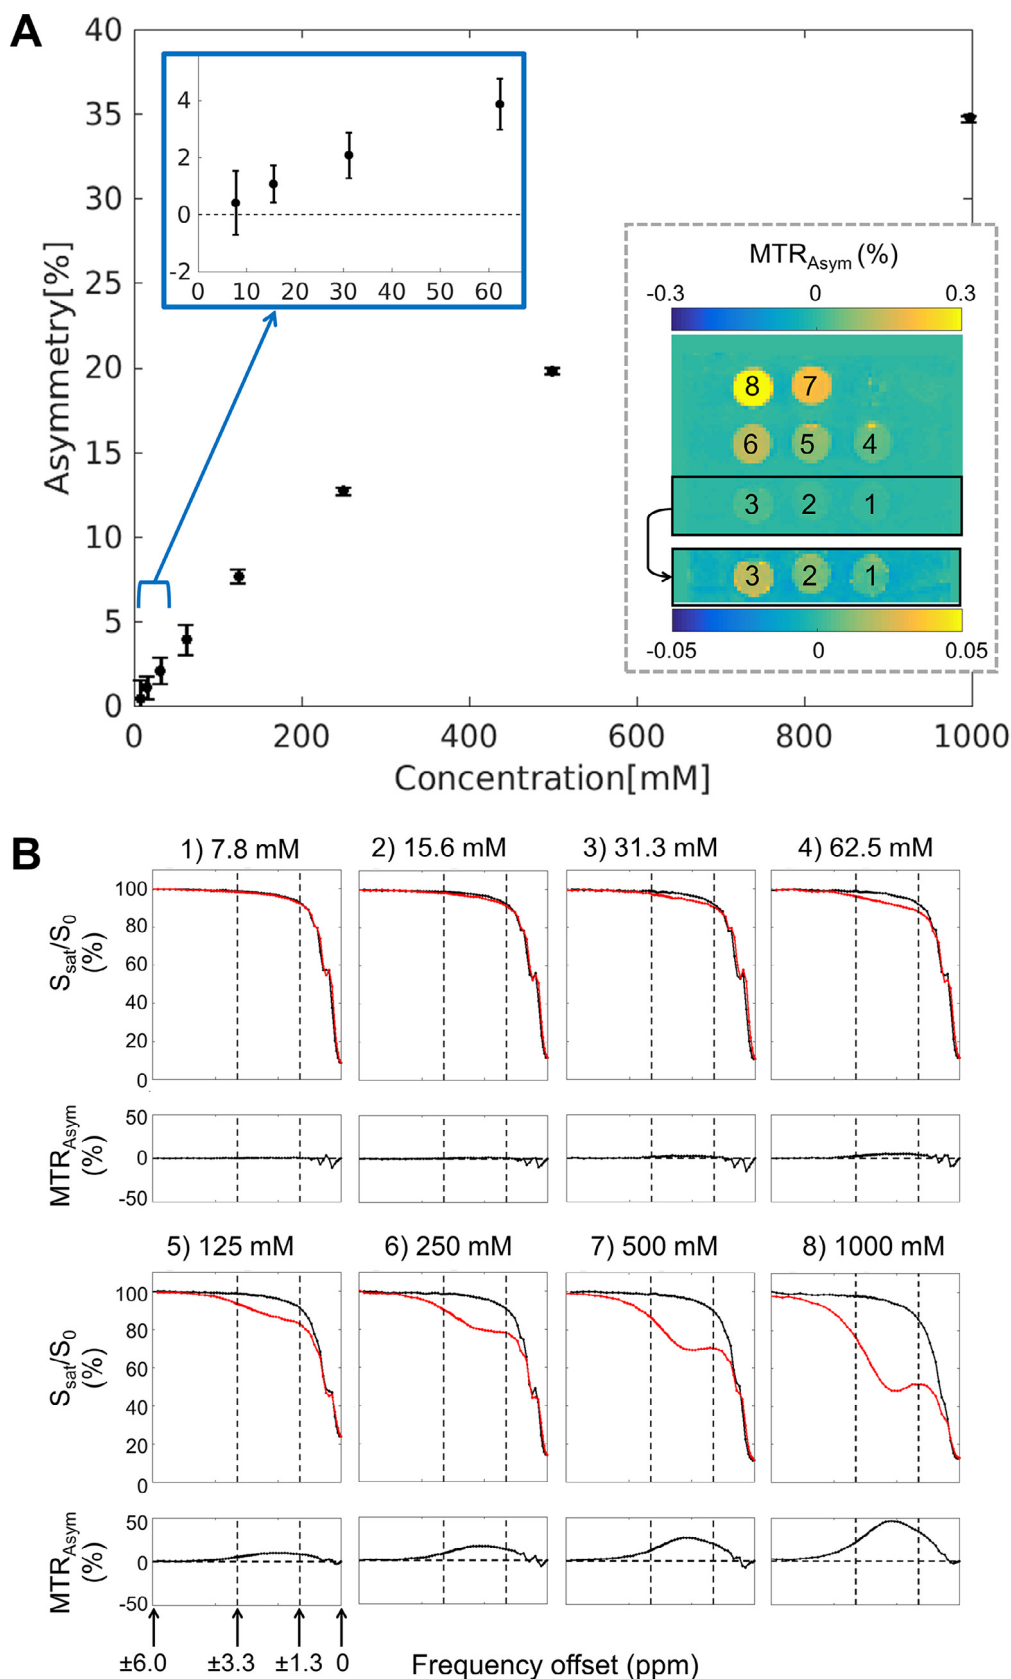 A
40
35
30
25
20
15
10
5
0
Asymmetry[%]
0 200 400 600 800 1000
Concentration[mM]
4
2
0
-2
0 10 20 30 40 50 60
MTRAsym (%)
-0.3 0 0.3
8 7
6 5 4
3 2 1
3 2 1
-0.05 0 0.05
B
1) 7.8 mM 2) 15.6 mM 3) 31.3 mM 4) 62.5 mM
Ssat/S0
(%)
100
80
60
40
20
0
MTRAsym
(%)
50
0
-50
5) 125 mM 6) 250 mM 7) 500 mM 8) 1000 mM
Ssat/S0
(%)
100
80
60
40
20
0
MTRAsym
(%)
50
0
-50
±6.0 ±3.3 ±1.3 0 Frequency offset (ppm)